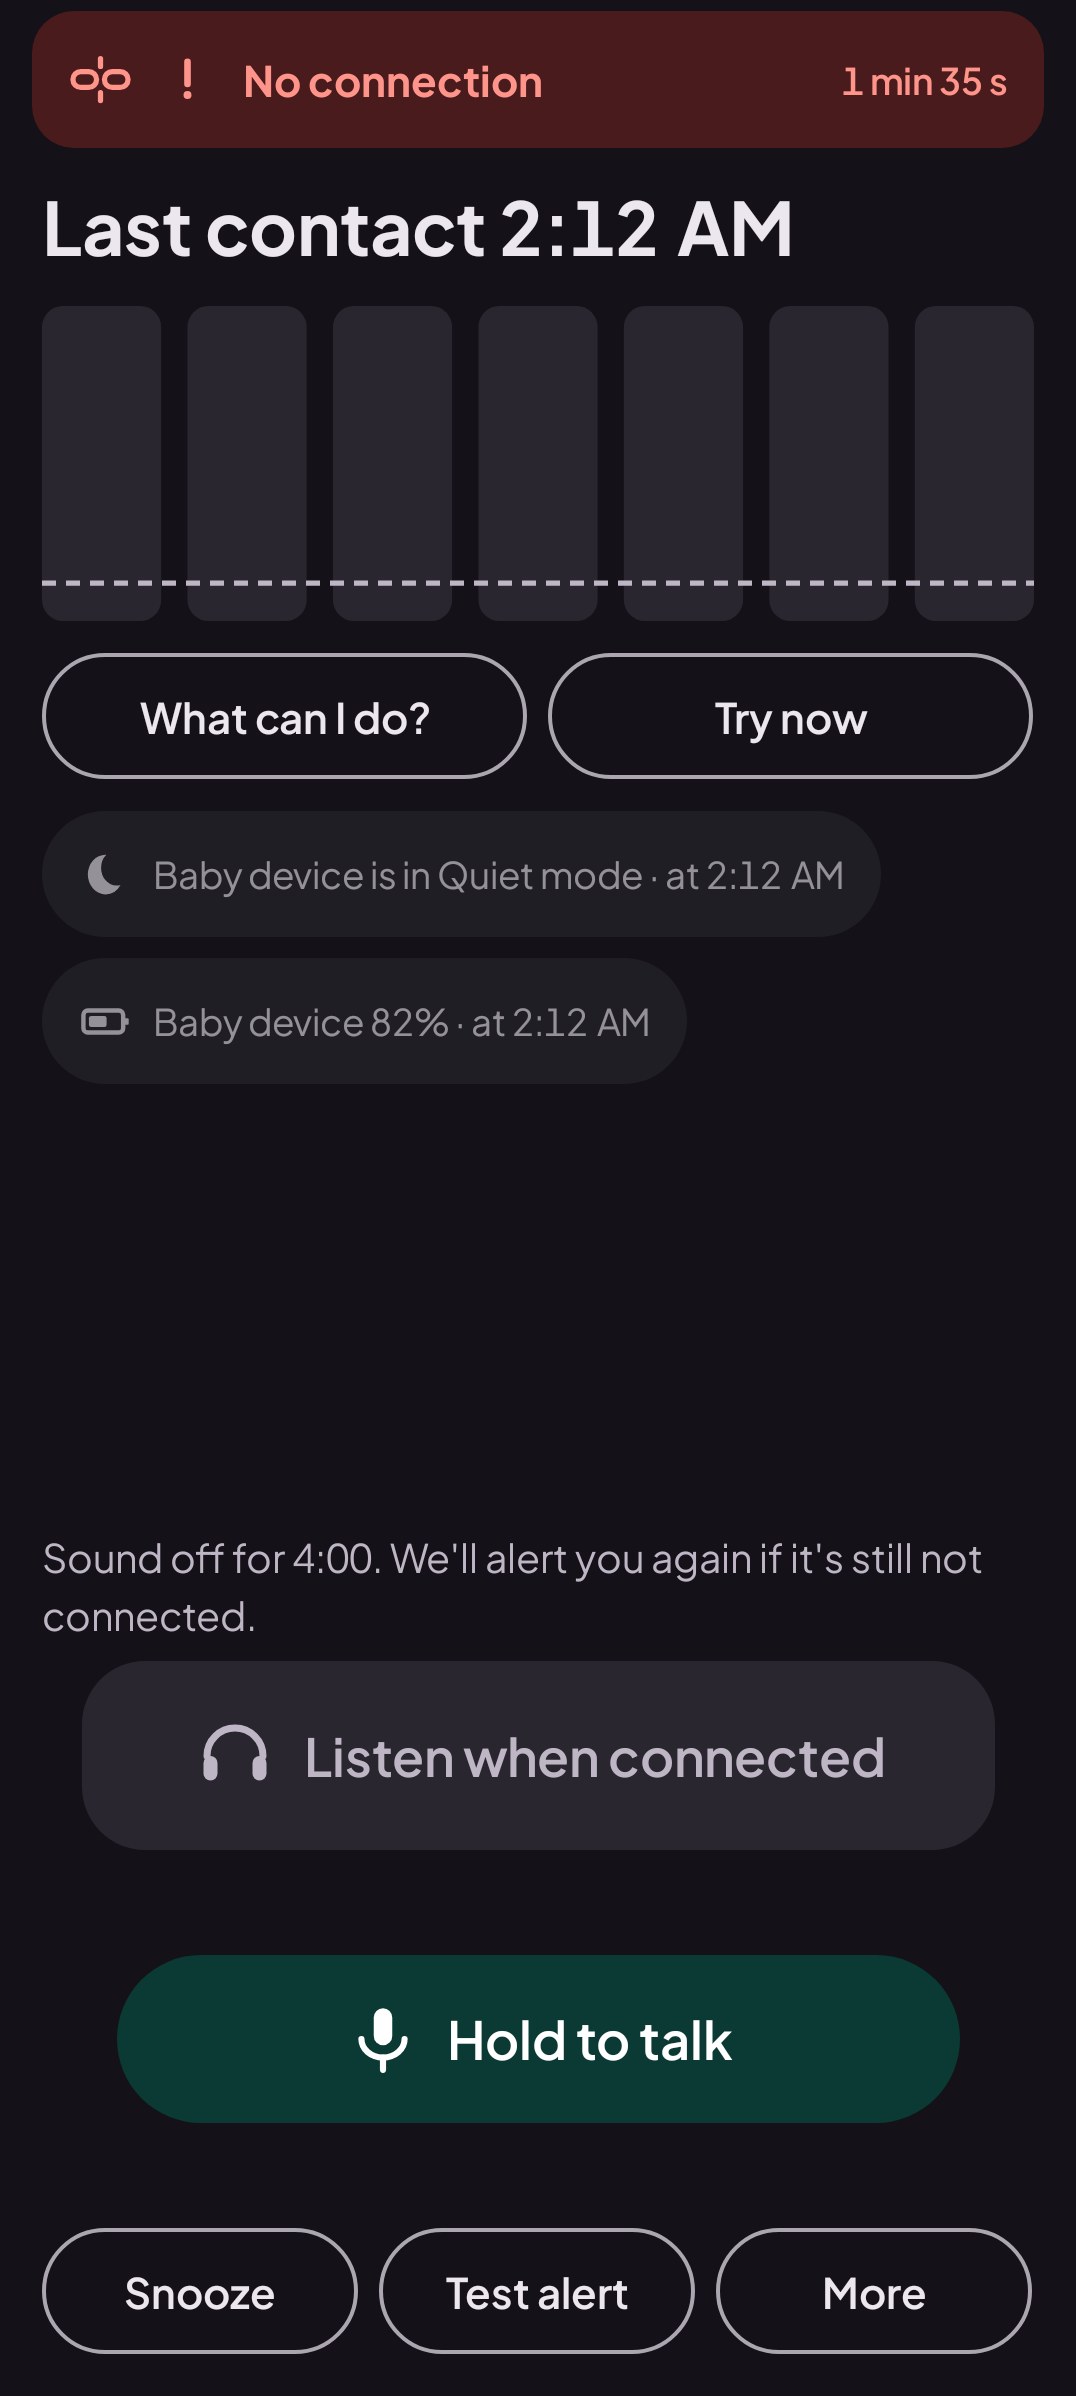 No connection
1 min 35 s
Last contact 2:12 AM
What can I do?
Try now
Baby device is in Quiet mode · at 2:12 AM
Baby device 82% · at 2:12 AM
Sound off for 4:00. We'll alert you again if it's still not
connected.
Listen when connected
Hold to talk
Snooze
Test alert
More